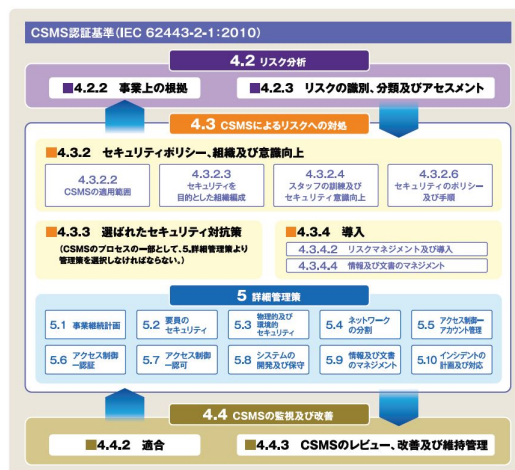 CSMS認証基準(IEC 62443-2-1:2010)
4.2 リスク分析
■4.2.2 事業上の根拠
■4.2.3 リスクの識別、分類及びアセスメント
4.3 CSMSによるリスクへの対処
■4.3.2 セキュリティポリシー、組織及び意識向上
4.3.2.2
CSMSの適用範囲
4.3.2.3
セキュリティを
目的とした組織編成
4.3.2.4
スタッフの訓練及び
セキュリティ意識向上
4.3.2.6
セキュリティのポリシー
及び手順
■4.3.3 選ばれたセキュリティ対抗策
(CSMSのプロセスの一部として、5.詳細管理策より
管理策を選択しなければならない。)
■4.3.4 導入
4.3.4.2 リスクマネジメント及び導入
4.3.4.4 情報及び文書のマネジメント
5 詳細管理策
5.1 事業継続計画
5.2 要員の
セキュリティ
5.3 物理的及び
環境的
セキュリティ
5.4 ネットワーク
の分割
5.5 アクセス制御ー
アカウント管理
5.6 アクセス制御
ー認証
5.7 アクセス制御
ー認可
5.8 システムの
開発及び保守
5.9 情報及び文書
のマネジメント
5.10 インシデントの
計画及び対応
4.4 CSMSの監視及び改善
■4.4.2 適合
■4.4.3 CSMSのレビュー、改善及び維持管理